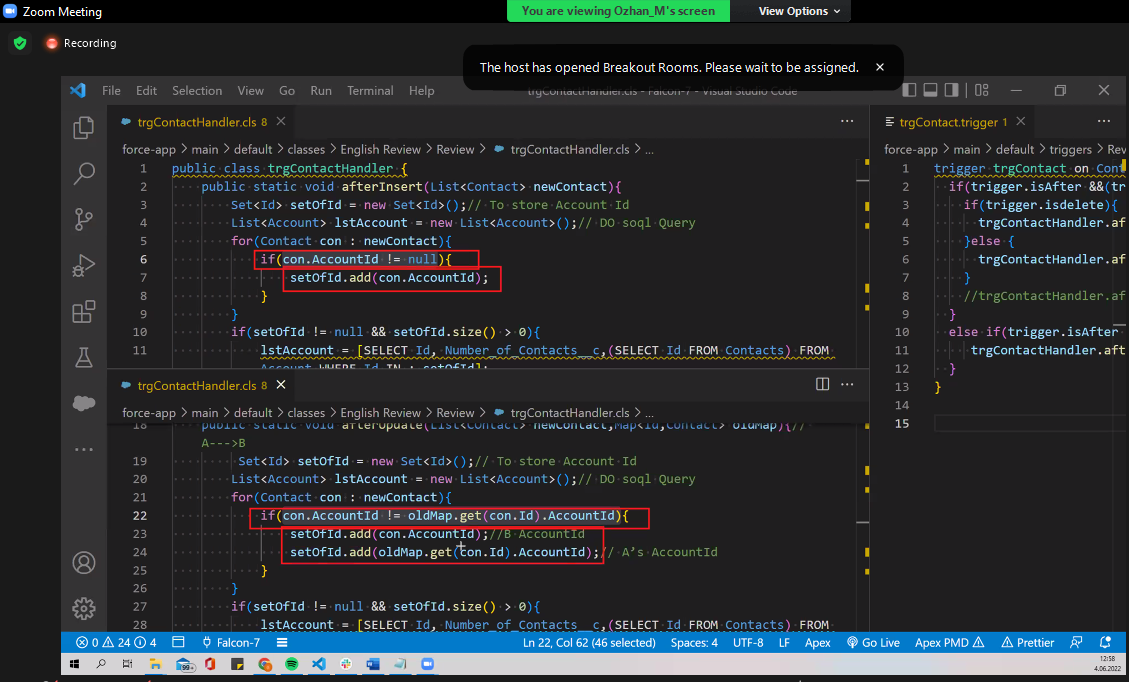 Zoom Meeting
You are viewing Ozhan_M's screen
View Options
Recording
The host has opened Breakout Rooms. Please wait to be assigned.
File Edit Selection View Go Run Terminal Help
trgContactHandler.cls - Falcon-7 - Visual Studio Code
trgContactHandler.cls 8
force-app > main > default > classes > English Review > Review > trgContactHandler.cls > ...
1 public class trgContactHandler {
2 public static void afterInsert(List<Contact> newContact){
3 Set<Id> setOfId = new Set<Id>();// To store Account Id
4 List<Account> lstAccount = new List<Account>();// DO soql Query
5 for(Contact con : newContact){
6 if(con.AccountId != null){
7 setOfId.add(con.AccountId);
8 }
9 }
10 if(setOfId != null && setOfId.size() > 0){
11 lstAccount = [SELECT Id, Number_of_Contacts__c,(SELECT Id FROM Contacts) FROM
Account WHERE Id IN : setOfId];
trgContactHandler.cls 8
force-app > main > default > classes > English Review > Review > trgContactHandler.cls > ...
18 public static void afterUpdate(List<Contact> newContact,Map<Id,Contact> oldMap){//
A--->B
19 Set<Id> setOfId = new Set<Id>();// To store Account Id
20 List<Account> lstAccount = new List<Account>();// DO soql Query
21 for(Contact con : newContact){
22 if(con.AccountId != oldMap.get(con.Id).AccountId){
23 setOfId.add(con.AccountId);//B AccountId
24 setOfId.add(oldMap.get(con.Id).AccountId);// A's AccountId
25 }
26 }
27 if(setOfId != null && setOfId.size() > 0){
28 lstAccount = [SELECT Id, Number_of_Contacts__c,(SELECT Id FROM Contacts) FROM
trgContact.trigger 1
force-app > main > default > triggers > Rev
1 trigger trgContact on Cont
2 if(trigger.isAfter &&(tr
3 if(trigger.isdelete){
4 trgContactHandler.af
5 }else {
6 trgContactHandler.af
7 }
8 //trgContactHandler.af
9 }
10 else if(trigger.isAfter
11 trgContactHandler.aft
12 }
13 }
14
15
0 24 4 Falcon-7 Ln 22, Col 62 (46 selected) Spaces: 4 UTF-8 LF Apex Go Live Apex PMD Prettier
99+
12:58
4.06.2022